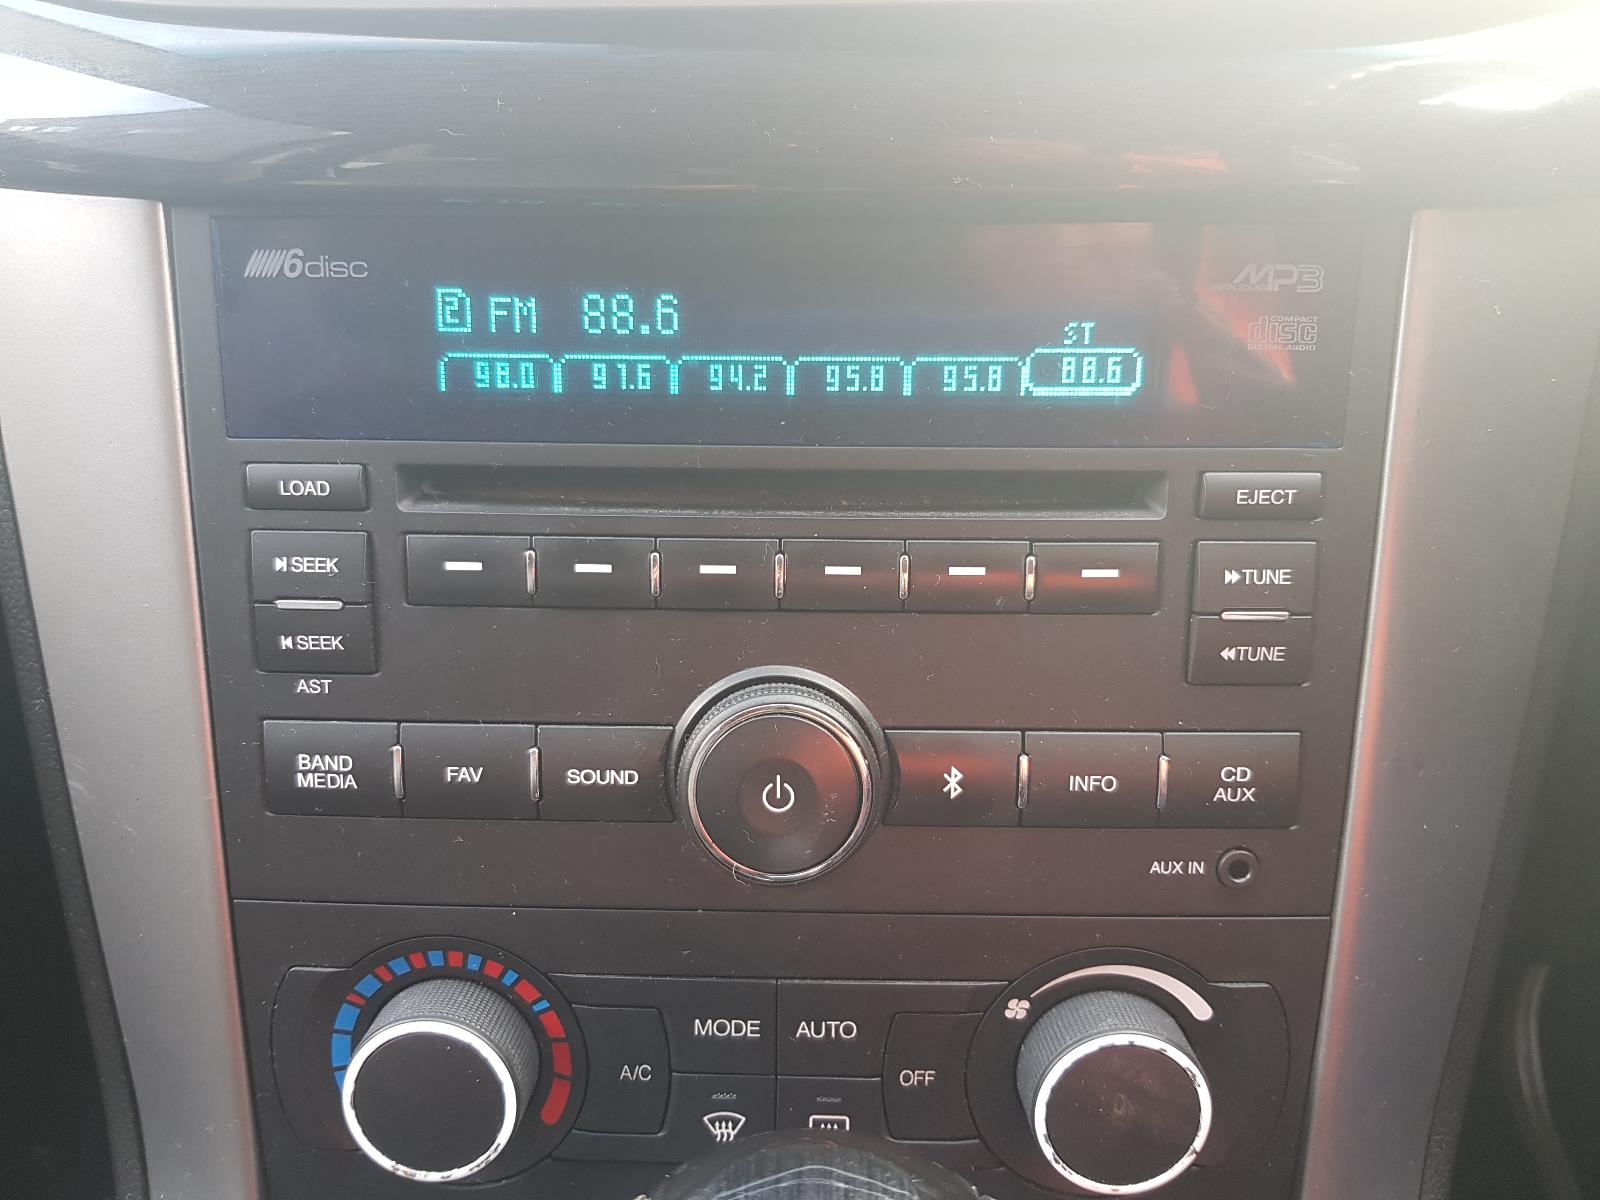 6disc
MP3
DIGITAL SOUND
COMPACT
disc
DIGITAL AUDIO
2 FM 88.6
ST
98.0 97.6 94.2 95.8 95.8 88.6
LOAD
EJECT
SEEK
TUNE
SEEK
TUNE
AST
BAND
MEDIA
FAV
SOUND
INFO
CD
AUX
AUX IN
MODE
AUTO
A/C
OFF